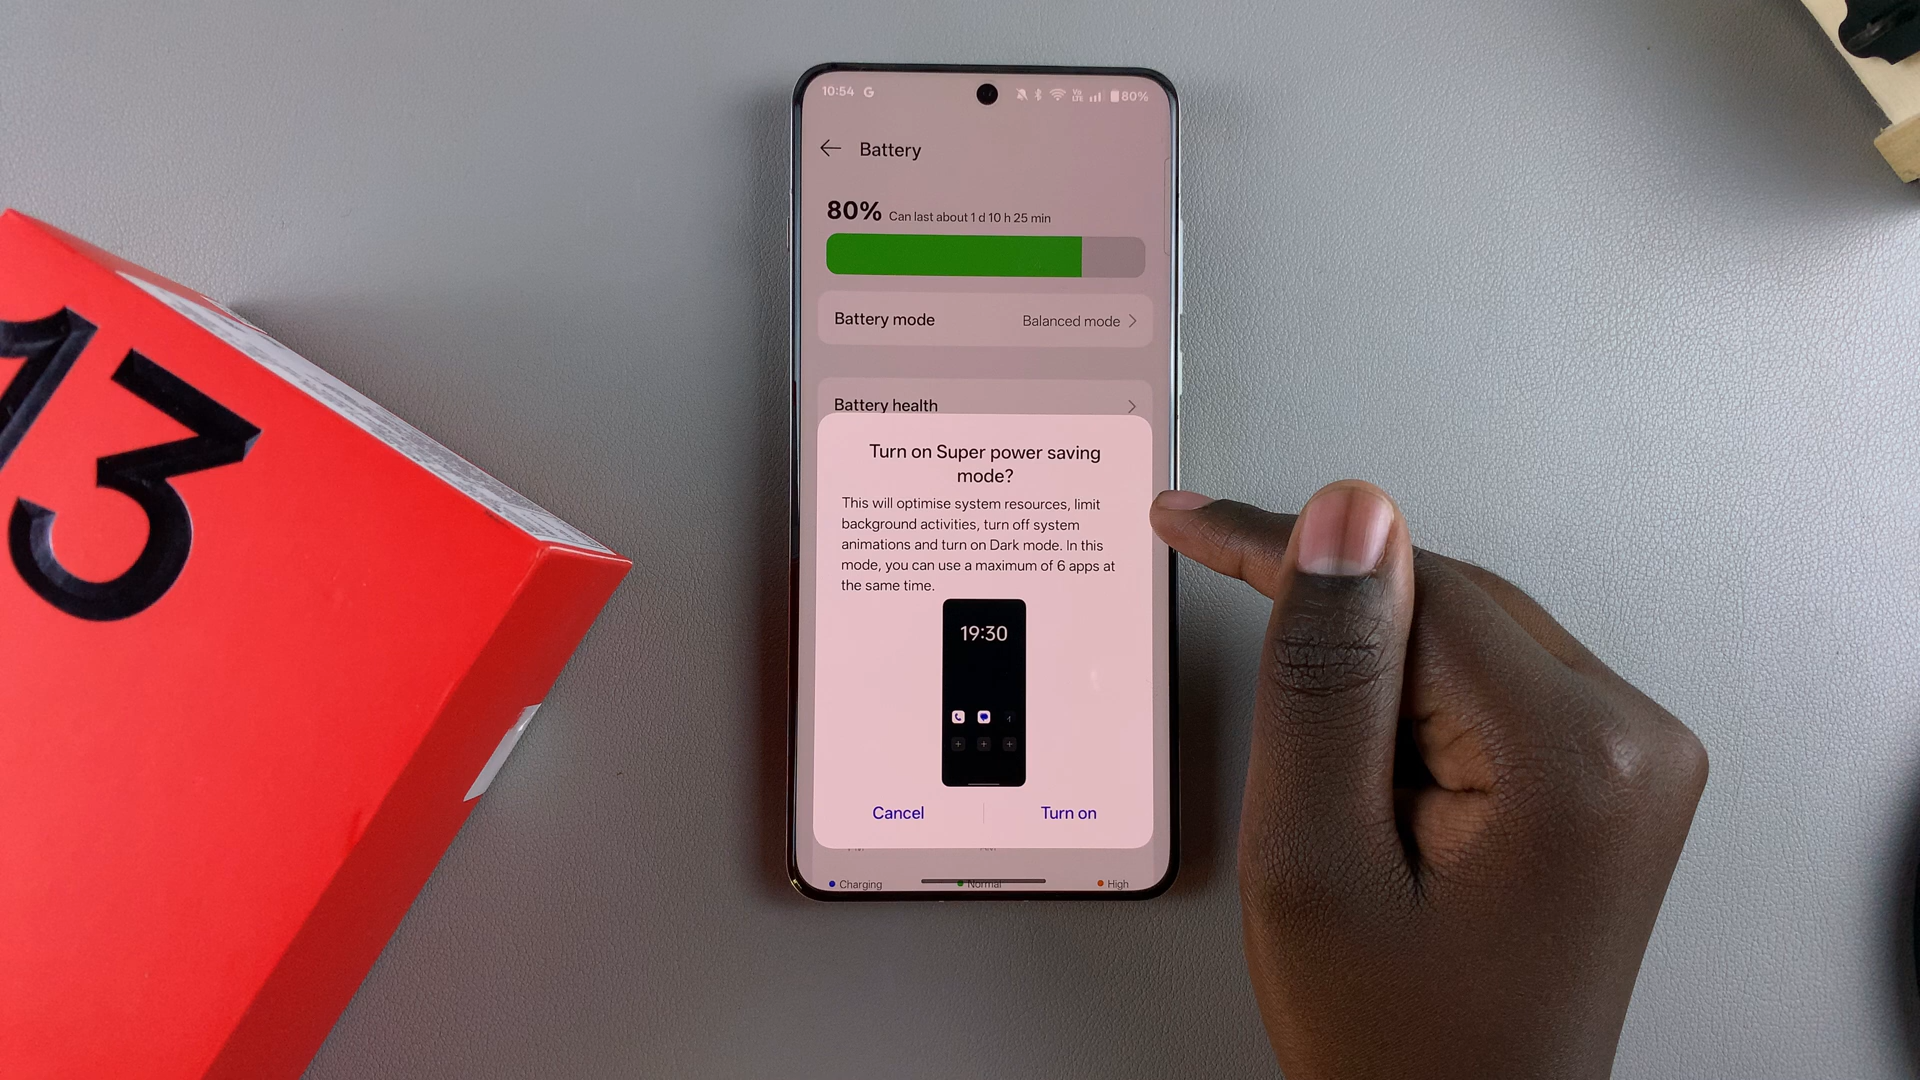 13
10:54 G
Vo
LTE
80%
Battery
80% Can last about 1 d 10 h 25 min
Battery mode
Balanced mode
Battery health
Turn on Super power saving
mode?
This will optimise system resources, limit
background activities, turn off system
animations and turn on Dark mode. In this
mode, you can use a maximum of 6 apps at
the same time.
19:30
Cancel
Turn on
Charging
Normal
High